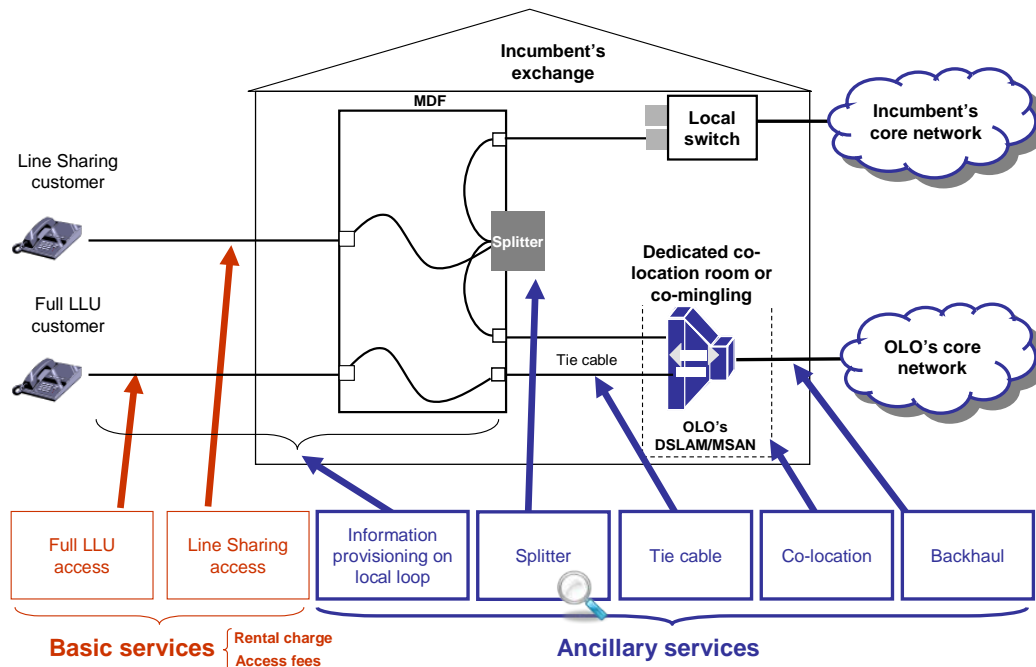 Incumbent's
exchange
MDF
Local
switch
Incumbent's
core network
Line Sharing
customer
Splitter
Dedicated co-
location room or
co-mingling
Full LLU
customer
Tie cable
OLO's core
network
OLO's
DSLAM/MSAN
Full LLU
access
Line Sharing
access
Information
provisioning on
local loop
Splitter
Tie cable
Co-location
Backhaul
Basic services
Rental charge
Access fees
Ancillary services